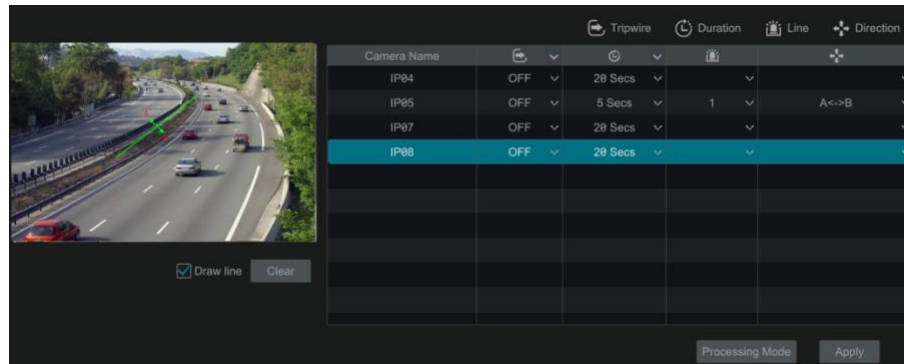 Tripwire Duration Line Direction
Camera Name
IP04 OFF 20 Secs
IP05 OFF 5 Secs 1 A<->B
IP07 OFF 20 Secs
IP08 OFF 20 Secs
Draw line Clear
Processing Mode Apply